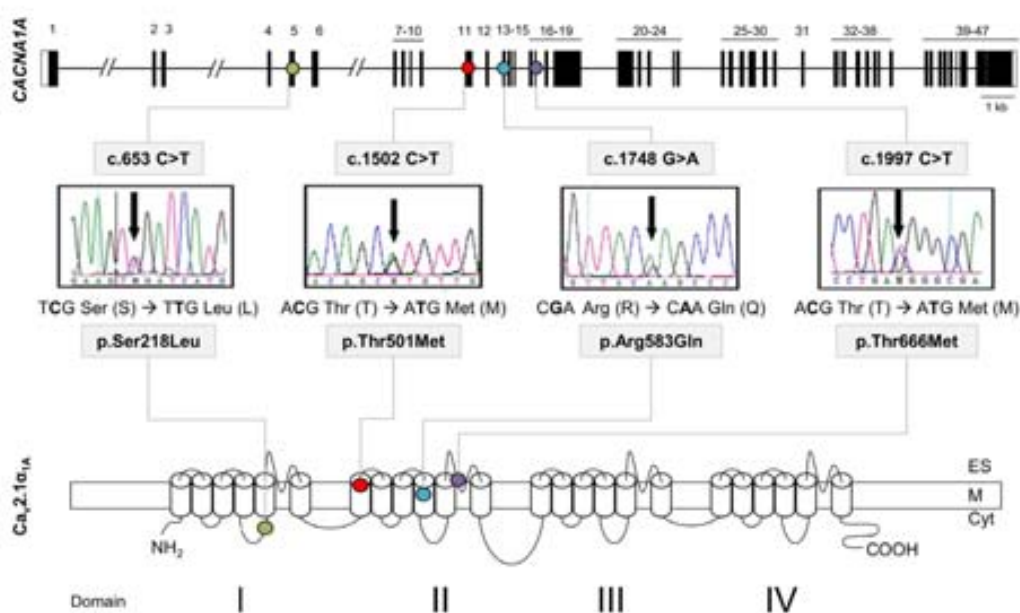 1 2 3 4 5 6 7-10 11 12 13-15 16-19 20-24 25-30 31 32-38 39-47
CACNA1A
1 kb
c.653 C>T c.1502 C>T c.1748 G>A c.1997 C>T
TCG Ser (S) → TTG Leu (L) ACG Thr (T) → ATG Met (M) CGA Arg (R) → CAA Gln (Q) ACG Thr (T) → ATG Met (M)
p.Ser218Leu p.Thr501Met p.Arg583Gln p.Thr666Met
Caᵥ2.1α₁ₐ
ES
M
Cyt
NH₂
COOH
Domain I II III IV